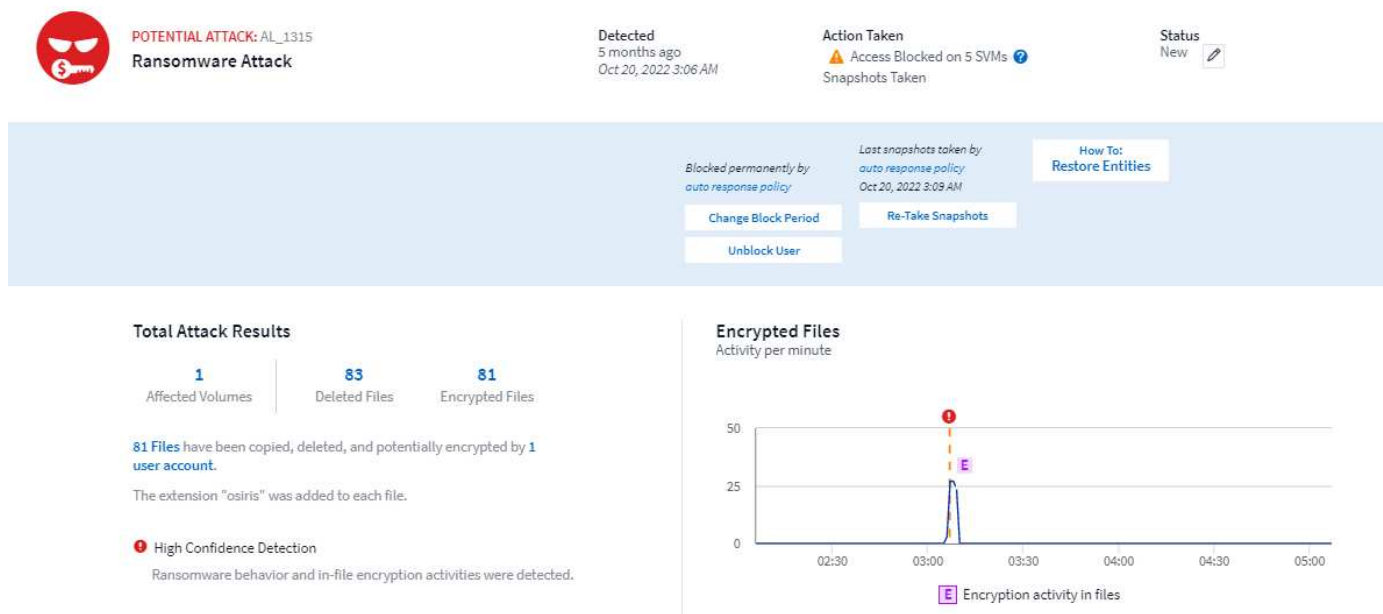 POTENTIAL ATTACK: AL_1315
Ransomware Attack
$
Detected
5 months ago
Oct 20, 2022 3:06 AM
Action Taken
! Access Blocked on 5 SVMs ?
Snapshots Taken
Status
New
Blocked permanently by
auto response policy
Change Block Period
Unblock User
Last snapshots taken by
auto response policy
Oct 20, 2022 3:09 AM
Re-Take Snapshots
How To:
Restore Entities
Total Attack Results
1
Affected Volumes
83
Deleted Files
81
Encrypted Files
81 Files have been copied, deleted, and potentially encrypted by 1
user account.
The extension "osiris" was added to each file.
! High Confidence Detection
Ransomware behavior and in-file encryption activities were detected.
Encrypted Files
Activity per minute
!
50
E
25
0
02:30 03:00 03:30 04:00 04:30 05:00
E Encryption activity in files